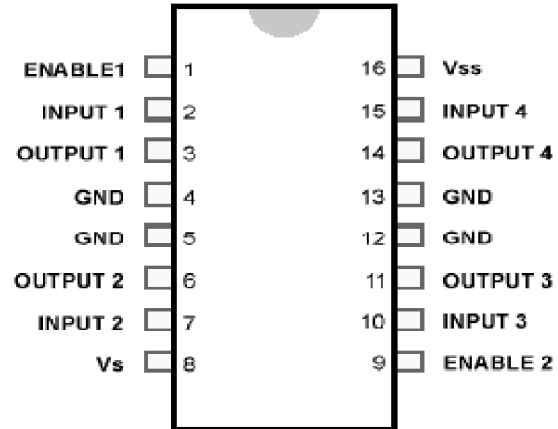 ENABLE1 1 16 Vss
INPUT 1 2 15 INPUT 4
OUTPUT 1 3 14 OUTPUT 4
GND 4 13 GND
GND 5 12 GND
OUTPUT 2 6 11 OUTPUT 3
INPUT 2 7 10 INPUT 3
Vs 8 9 ENABLE 2